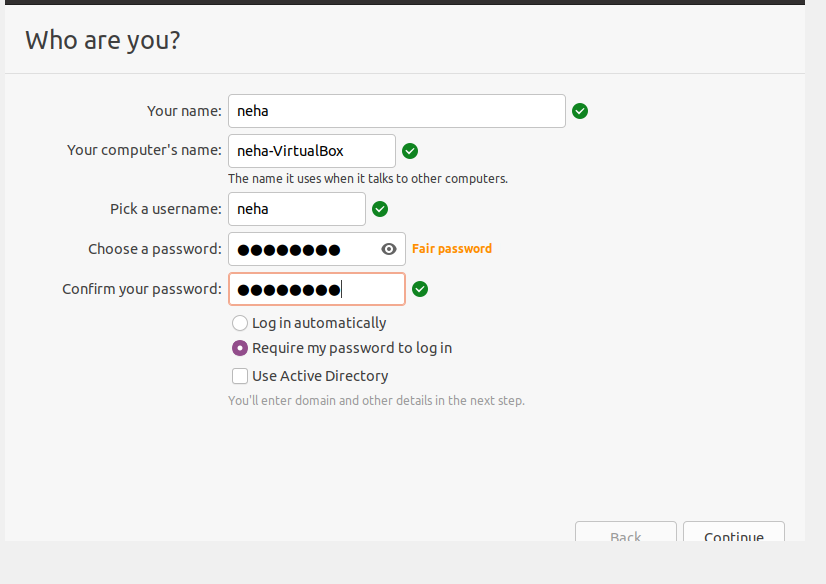 Who are you?
Your name: neha
Your computer's name: neha-VirtualBox
The name it uses when it talks to other computers.
Pick a username: neha
Choose a password: ●●●●●●●● Fair password
Confirm your password: ●●●●●●●●
Log in automatically
Require my password to log in
Use Active Directory
You'll enter domain and other details in the next step.
Back Continue